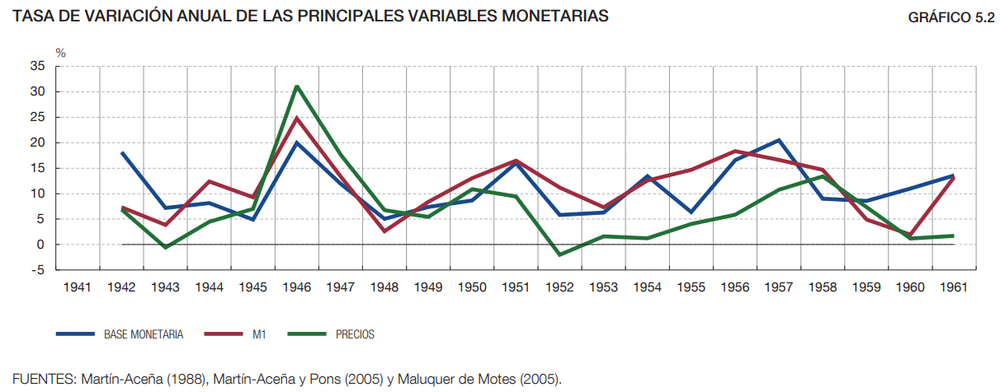 TASA DE VARIACIÓN ANUAL DE LAS PRINCIPALES VARIABLES MONETARIAS
GRÁFICO 5.2
%
35
30
25
20
15
10
5
0
-5
1941 1942 1943 1944 1945 1946 1947 1948 1949 1950 1951 1952 1953 1954 1955 1956 1957 1958 1959 1960 1961
BASE MONETARIA M1 PRECIOS
FUENTES: Martín-Aceña (1988), Martín-Aceña y Pons (2005) y Maluquer de Motes (2005).